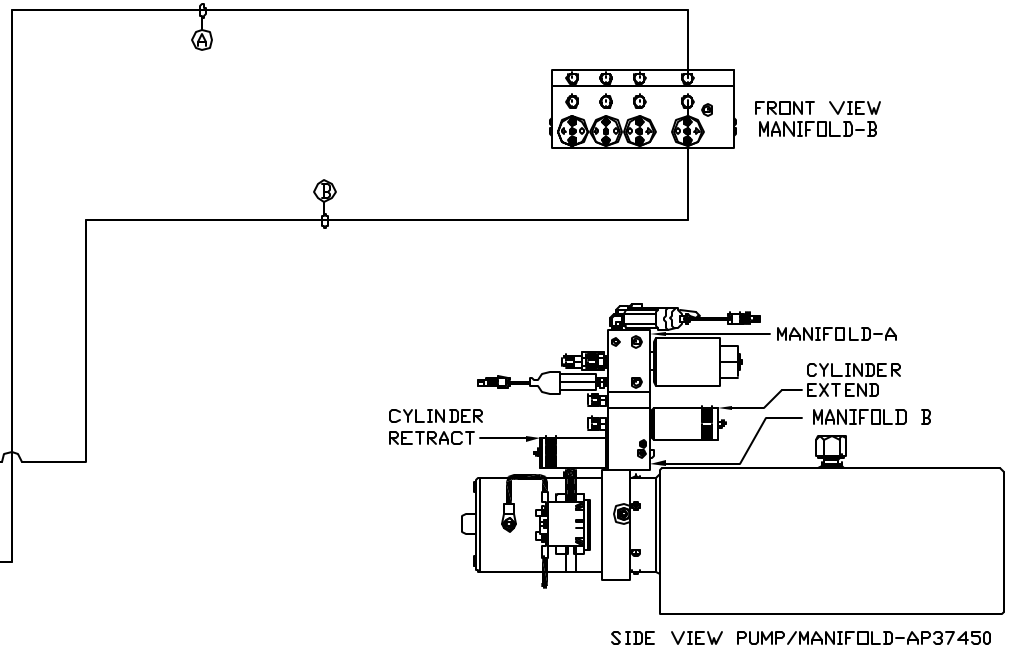 A
FRONT VIEW
MANIFOLD-B
B
MANIFOLD-A
CYLINDER
EXTEND
CYLINDER
RETRACT
MANIFOLD B
SIDE VIEW PUMP/MANIFOLD-AP37450